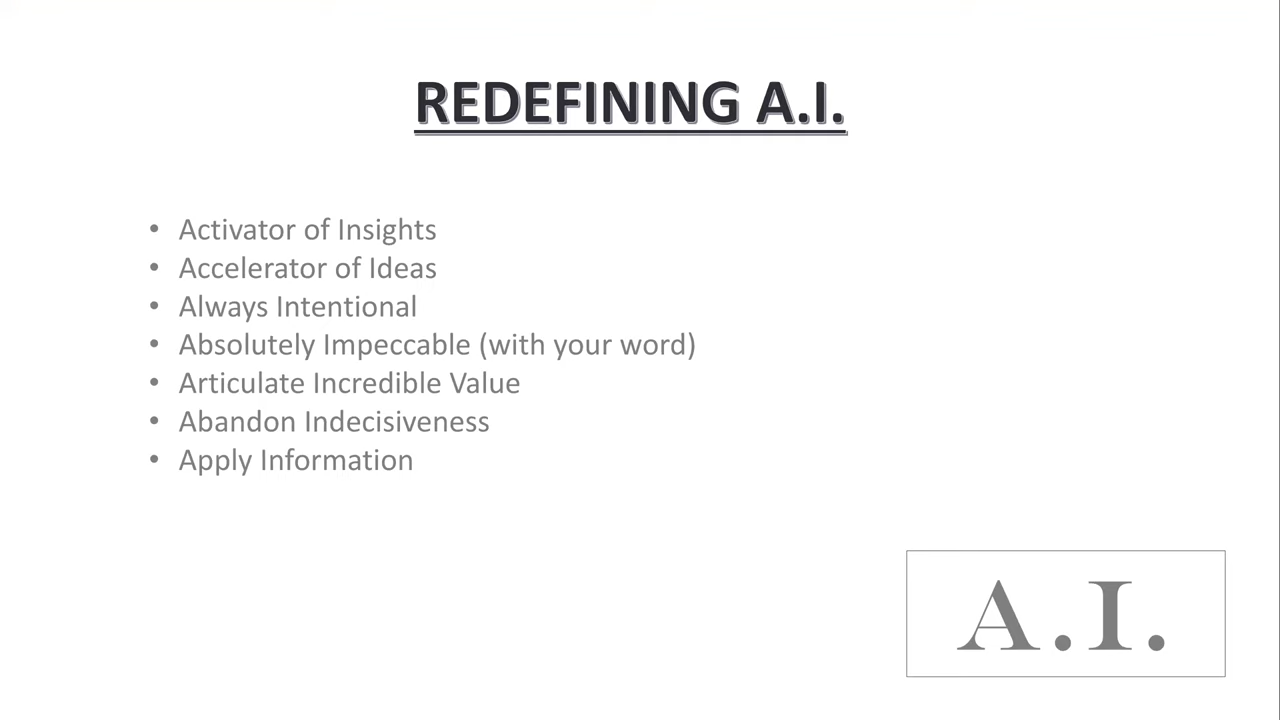 REDEFINING A.I.
• Activator of Insights
• Accelerator of Ideas
• Always Intentional
• Absolutely Impeccable (with your word)
• Articulate Incredible Value
• Abandon Indecisiveness
• Apply Information
A.I.